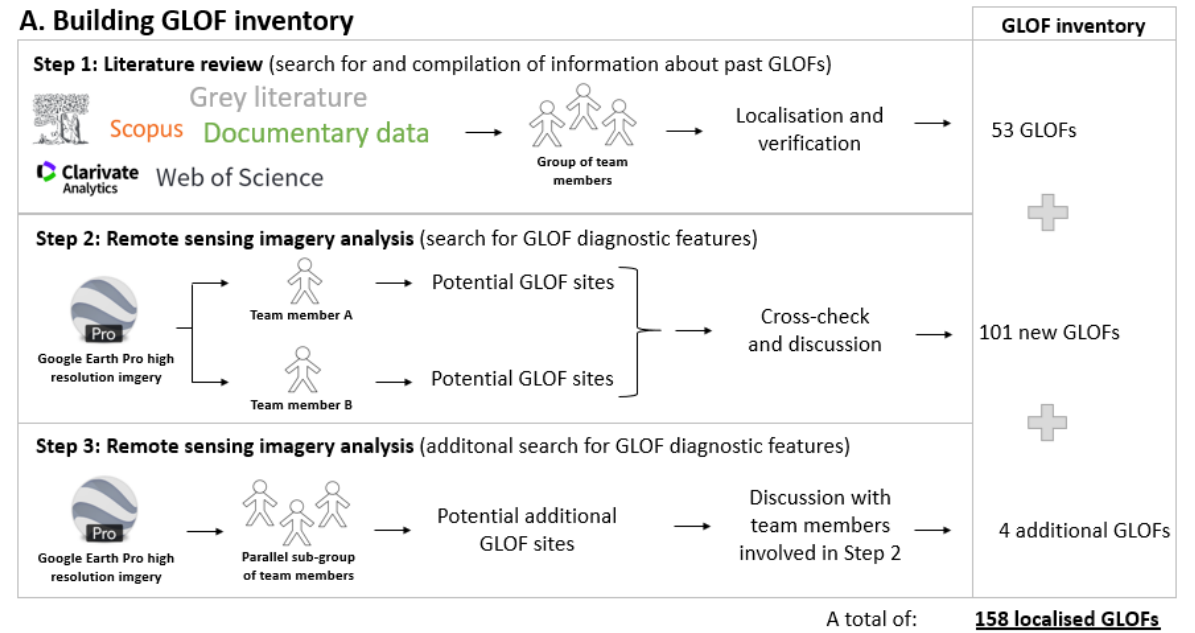 A. Building GLOF inventory
GLOF inventory
Step 1: Literature review (search for and compilation of information about past GLOFs)
Grey literature
Scopus
Documentary data
Clarivate
Analytics
Web of Science
Group of team
members
Localisation and
verification
53 GLOFs
Step 2: Remote sensing imagery analysis (search for GLOF diagnostic features)
Pro
Google Earth Pro high
resolution imgery
Team member A
Potential GLOF sites
Team member B
Potential GLOF sites
Cross-check
and discussion
101 new GLOFs
Step 3: Remote sensing imagery analysis (additonal search for GLOF diagnostic features)
Pro
Google Earth Pro high
resolution imgery
Parallel sub-group
of team members
Potential additional
GLOF sites
Discussion with
team members
involved in Step 2
4 additional GLOFs
A total of:
158 localised GLOFs